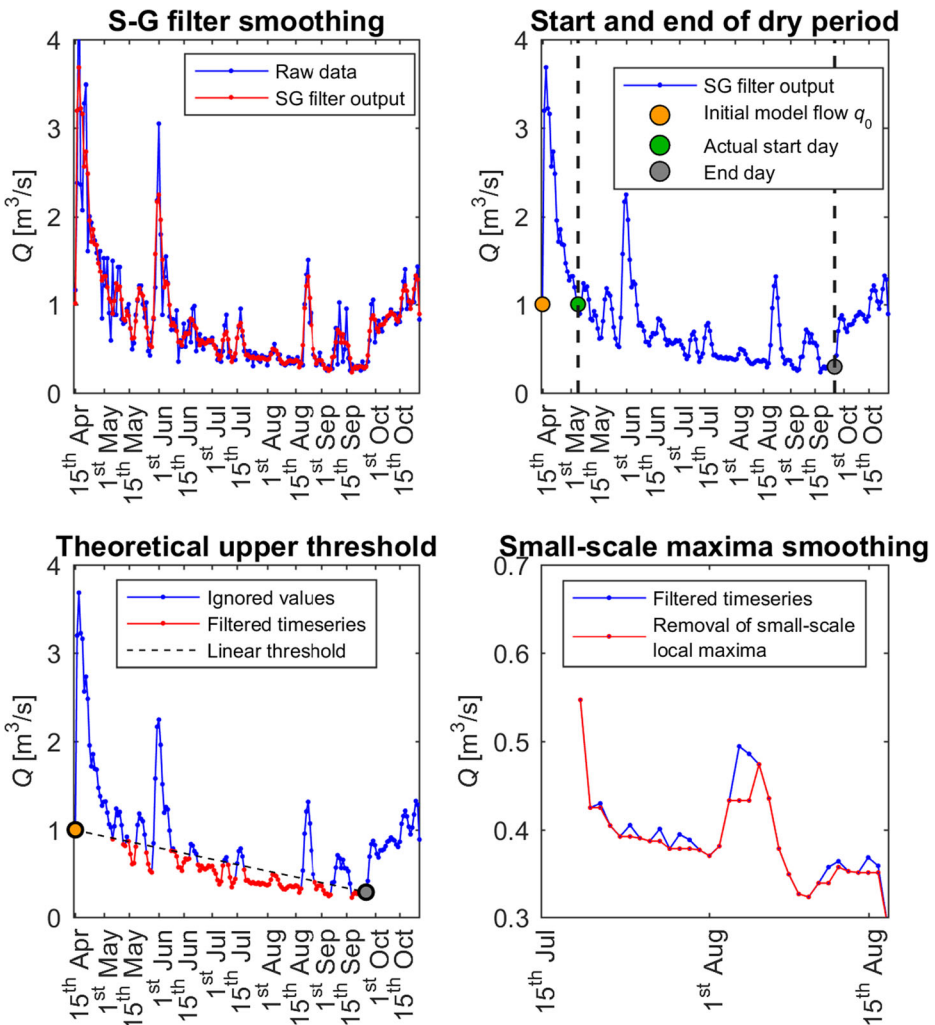 S-G filter smoothing
4
3
2
1
0
Q [m³/s]
Raw data
SG filter output
15th Apr
1st May
15th May
1st Jun
15th Jun
1st Jul
15th Jul
1st Aug
15th Aug
1st Sep
15th Sep
1st Oct
15th Oct
Start and end of dry period
4
3
2
1
0
Q [m³/s]
SG filter output
Initial model flow q₀
Actual start day
End day
15th Apr
1st May
15th May
1st Jun
15th Jun
1st Jul
15th Jul
1st Aug
15th Aug
1st Sep
15th Sep
1st Oct
15th Oct
Theoretical upper threshold
4
3
2
1
0
Q [m³/s]
Ignored values
Filtered timeseries
Linear threshold
15th Apr
1st May
15th May
1st Jun
15th Jun
1st Jul
15th Jul
1st Aug
15th Aug
1st Sep
15th Sep
1st Oct
15th Oct
Small-scale maxima smoothing
0.7
0.6
0.5
0.4
0.3
Q [m³/s]
Filtered timeseries
Removal of small-scale
local maxima
15th Jul
1st Aug
15th Aug